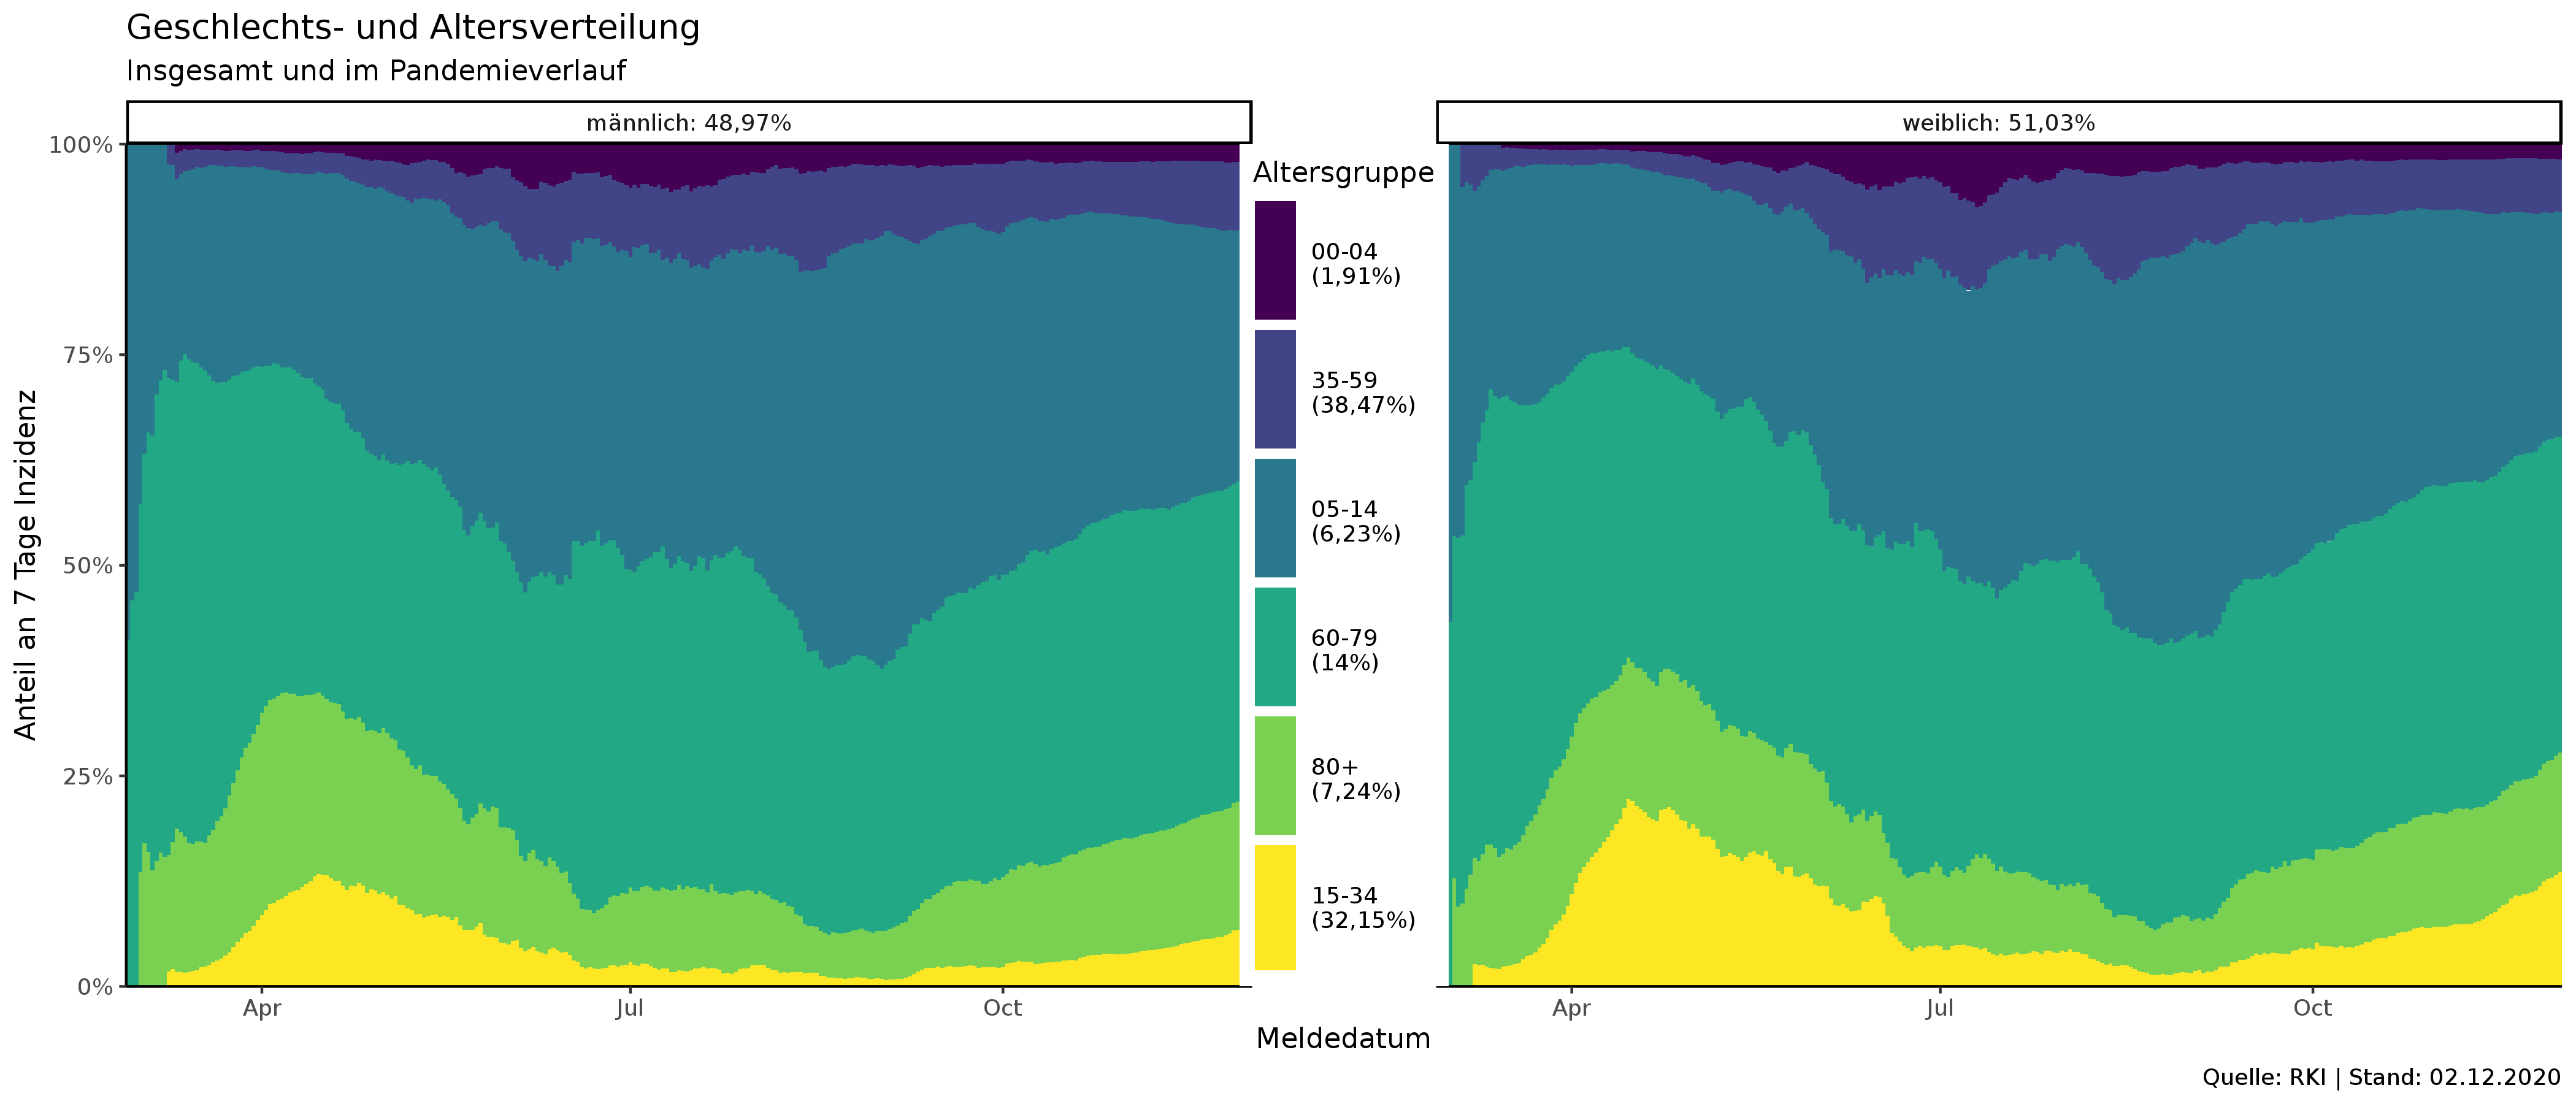 Geschlechts- und Altersverteilung
Insgesamt und im Pandemieverlauf
männlich: 48,97%
weiblich: 51,03%
Anteil an 7 Tage Inzidenz
100%
75%
50%
25%
0%
Apr
Jul
Oct
Altersgruppe
00-04
(1,91%)
35-59
(38,47%)
05-14
(6,23%)
60-79
(14%)
80+
(7,24%)
15-34
(32,15%)
Apr
Jul
Oct
Meldedatum
Quelle: RKI | Stand: 02.12.2020